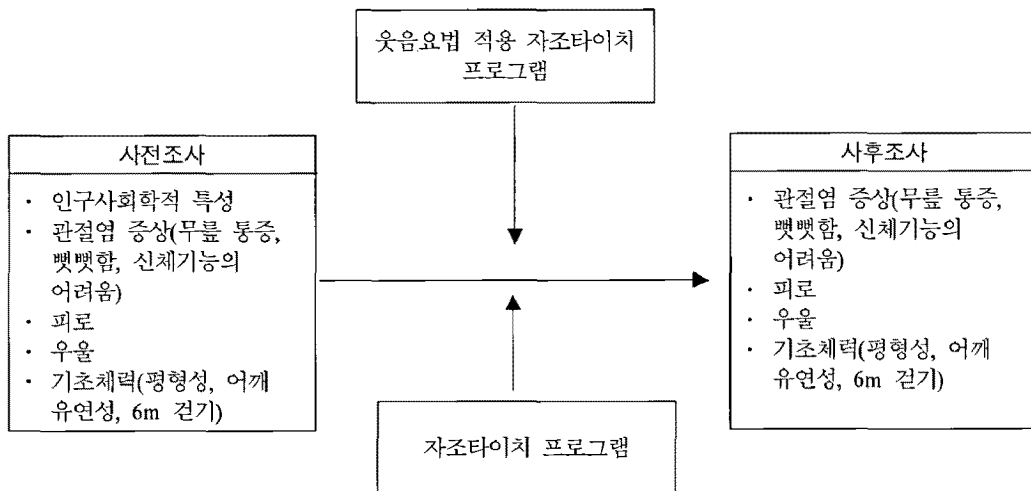 웃음요법 적용 자조타이치
프로그램
사전조사
· 인구사회학적 특성
· 관절염 증상(무릎 통증,
뻣뻣함, 신체기능의
어려움)
· 피로
· 우울
· 기초체력(평형성, 어깨
유연성, 6m 걷기)
사후조사
· 관절염 증상(무릎 통증,
뻣뻣함, 신체기능의
어려움)
· 피로
· 우울
· 기초체력(평형성, 어깨
유연성, 6m 걷기)
자조타이치 프로그램